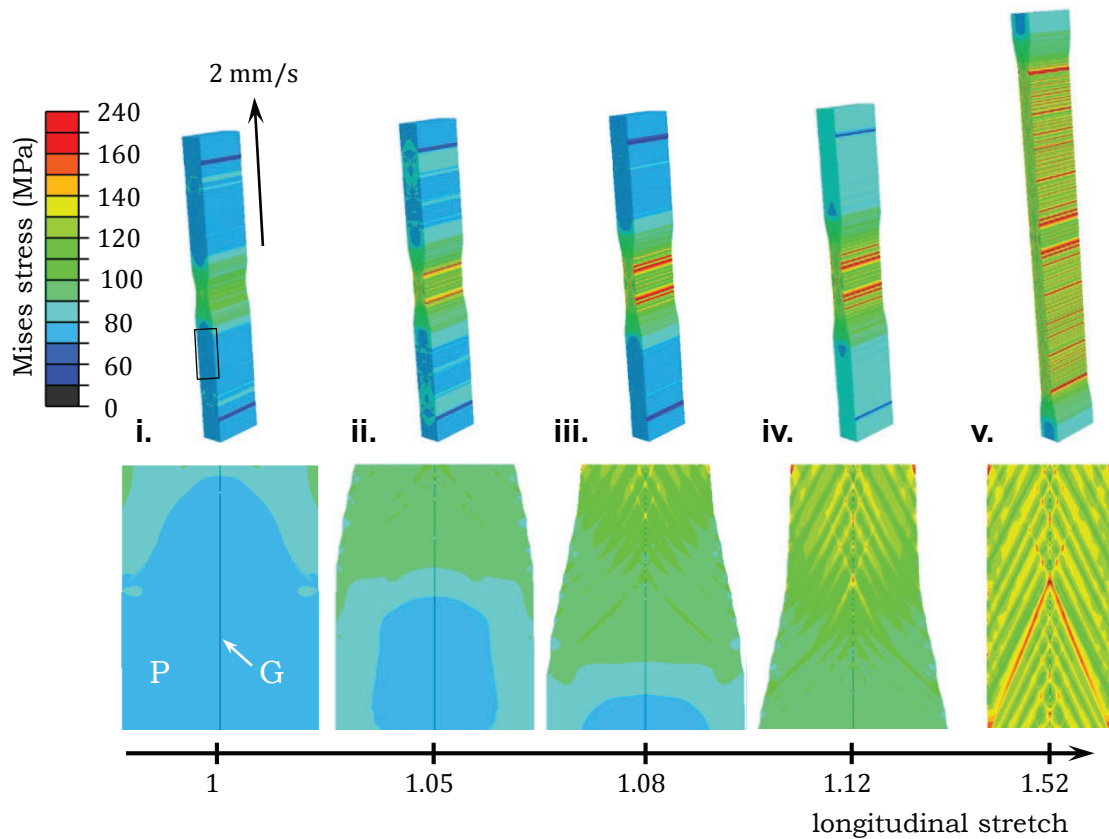 2 mm/s
Mises stress (MPa)
240
160
140
120
100
80
60
0
i.
ii.
iii.
iv.
v.
P
G
1
1.05
1.08
1.12
1.52
longitudinal stretch